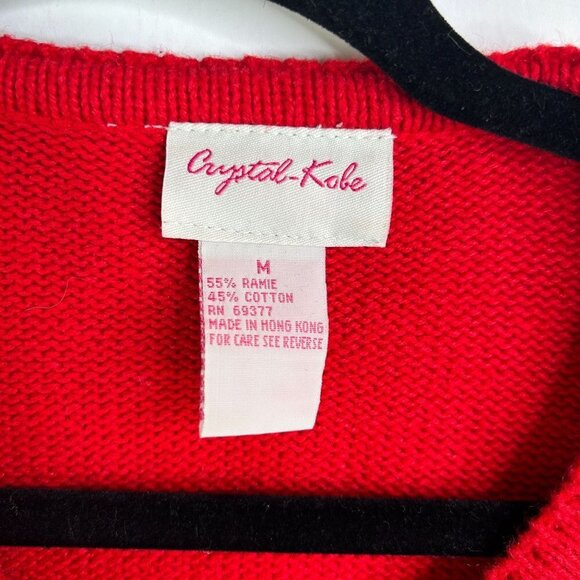 Crystal-Kobe
M
55% RAMIE
45% COTTON
RN 69377
MADE IN HONG KONG
FOR CARE SEE REVERSE